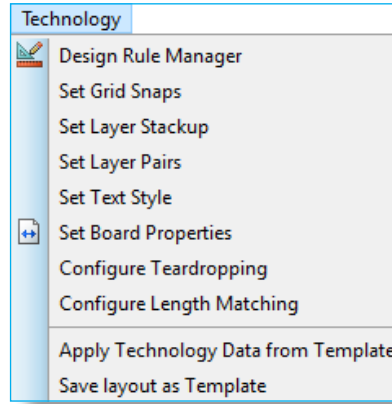 Technology
Design Rule Manager
Set Grid Snaps
Set Layer Stackup
Set Layer Pairs
Set Text Style
Set Board Properties
Configure Teardropping
Configure Length Matching
Apply Technology Data from Template
Save layout as Template